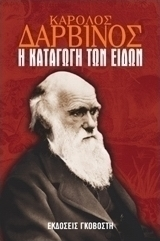 ΚΑΡΟΛΟΣ
ΔΑΡΒΙΝΟΣ
Η ΚΑΤΑΓΩΓΗ ΤΩΝ ΕΙΔΩΝ
ΕΚΔΟΣΕΙΣ ΓΚΟΒΟΣΤΗ